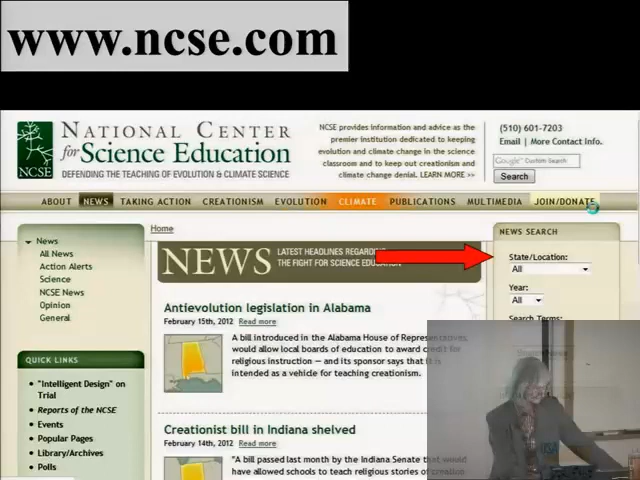 www.ncse.com
NATIONAL CENTER
for Science Education
DEFENDING THE TEACHING OF EVOLUTION & CLIMATE SCIENCE
NCSE
NCSE provides information and advice as the
premier institution dedicated to keeping
evolution and climate change in the science
classroom and to keep out creationism and
climate change denial. LEARN MORE >>
(510) 601-7203
Email | More Contact Info.
Google™ Custom Search
Search
ABOUT NEWS TAKING ACTION CREATIONISM EVOLUTION CLIMATE PUBLICATIONS MULTIMEDIA JOIN/DONATE
News
All News
Action Alerts
Science
NCSE News
Opinion
General
QUICK LINKS
"Intelligent Design" on
Trial
Reports of the NCSE
Events
Popular Pages
Library/Archives
Polls
Home
NEWS
LATEST HEADLINES REGARDING
THE FIGHT FOR SCIENCE EDUCATION
Antievolution legislation in Alabama
February 15th, 2012 Read more
A bill introduced in the Alabama House of Representatives,
would allow local boards of education to award credit for
religious instruction — and its sponsor says that it is
intended as a vehicle for teaching creationism.
Creationist bill in Indiana shelved
February 14th, 2012 Read more
"A bill passed last month by the Indiana Senate that would
have allowed schools to teach religious stories of creation
NEWS SEARCH
State/Location:
All
Year:
All
Search Terms: